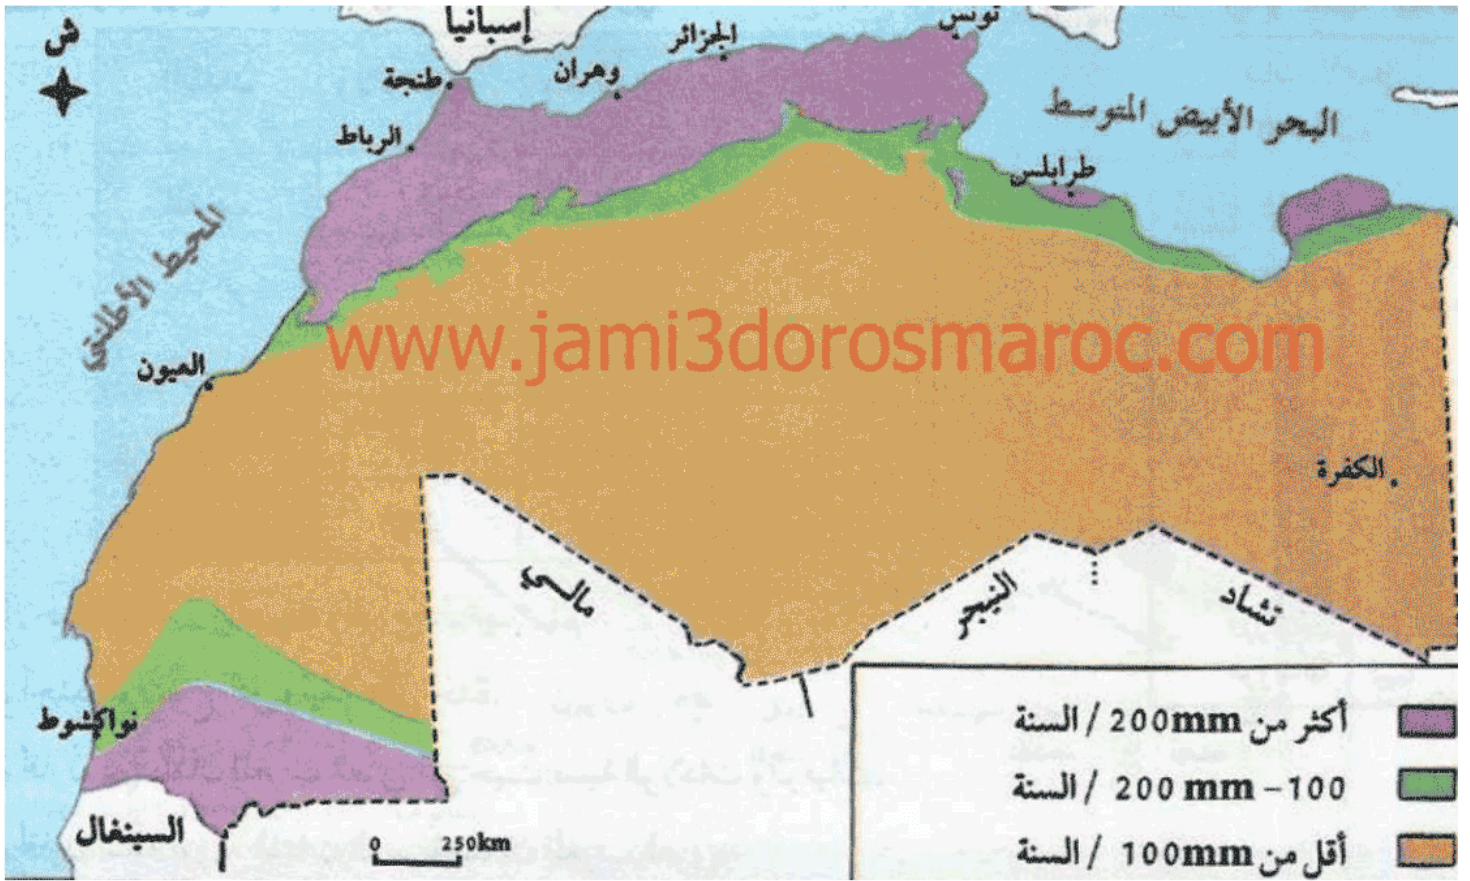 ش
إسبانيا
تونس
الجزائر
وهران
طنجة
الرباط
البحر الأبيض المتوسط
طرابلس
المحيط الأطلنتي
www.jami3dorosmaroc.com
العيون
الكفرة
مالي
النيجر
تشاد
نواكشوط
السينغال
0 250km
أكثر من 200mm / السنة
100- 200 mm / السنة
أقل من 100mm / السنة